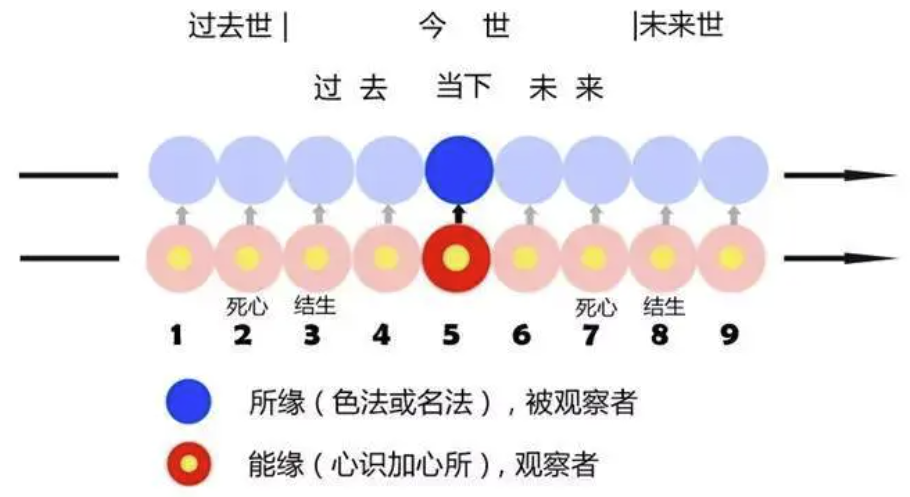 过去世| 今 世 |未来世
过 去 当下 未 来
死心 结生 死心 结生
1 2 3 4 5 6 7 8 9
所缘(色法或名法),被观察者
能缘(心识加心所),观察者